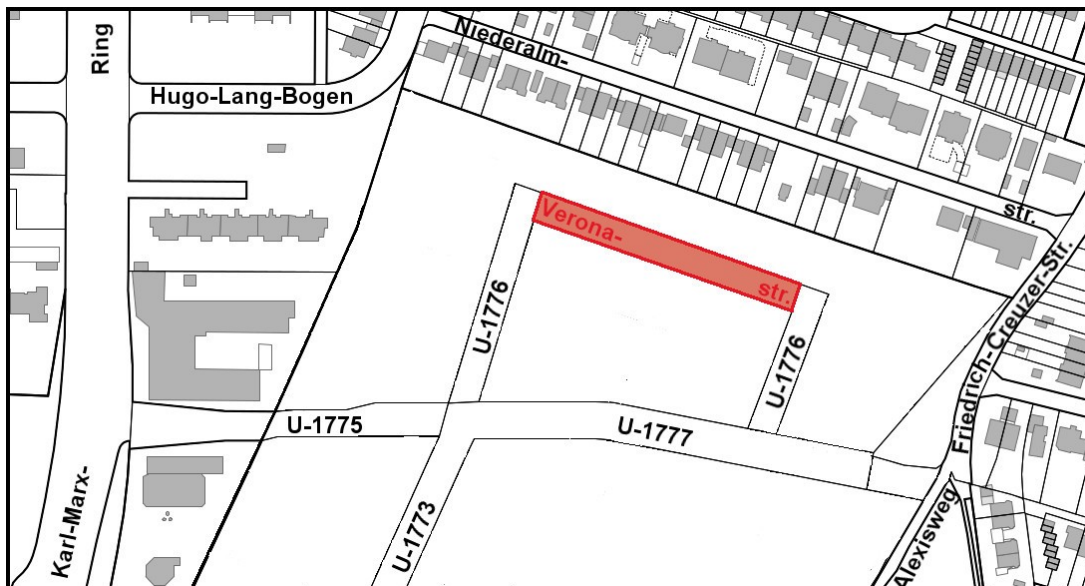 Ring
Hugo-Lang-Bogen
Niederalm-
str.
Verona-
str.
U-1776
U-1776
Friedrich-Creuzer-Str.
U-1775
U-1777
Karl-Marx-
U-1773
Alexisweg